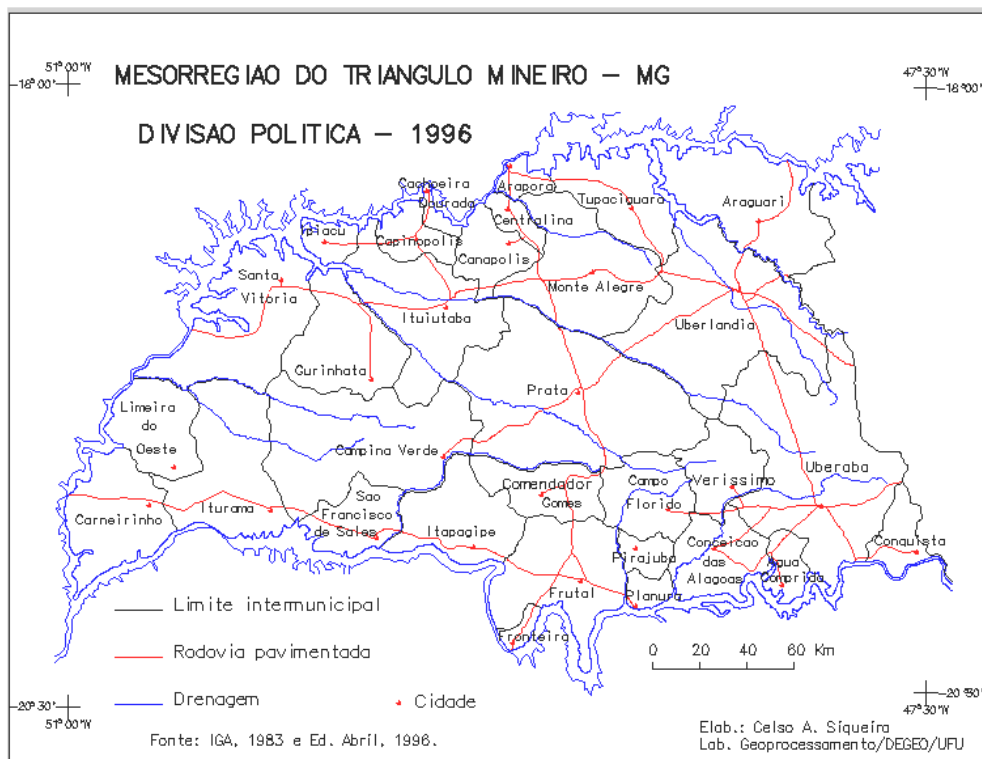 51°00'W
-18°00'
MESORREGIAO DO TRIANGULO MINEIRO - MG
47°30'W
-18°00'
DIVISAO POLITICA - 1996
Cachoeira
Dourada
Arapora
Tupaciguara
Araguari
Centralina
Ipiacu
Capinopolis
Canapolis
Santa
Vitoria
Monte Alegre
Ituiutaba
Uberlandia
Gurinhata
Prata
Limeira
do
Oeste
Campina Verde
Uberaba
Comendador
Gomes
Campo
Florido
Verissimo
Sao
Francisco
de Sales
Carneirinho
Iturama
Itapagipe
Conceicao
das
Alagoas
Pirajuba
Agua
Comprida
Conquista
Frutal
Planura
Fronteira
Limite intermunicipal
Rodovia pavimentada
Drenagem
Cidade
0 20 40 60 Km
-20°30'
51°00'W
-20°30'
47°30'W
Fonte: IGA, 1983 e Ed. Abril, 1996.
Elab.: Celso A. Siqueira
Lab. Geoprocessamento/DEGEO/UFU